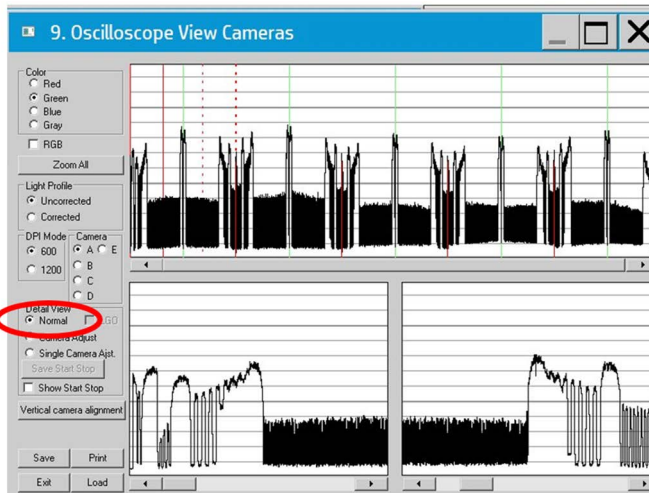 9. Oscilloscope View Cameras
Color
Red
Green
Blue
Gray
RGB
Zoom All
Light Profile
Uncorrected
Corrected
DPI Mode
600
1200
Camera
A
E
B
C
D
Detail View
Normal
Camera Adjust
Single Camera Ajst.
Save Start Stop
Show Start Stop
Vertical camera alignment
Save
Print
Exit
Load